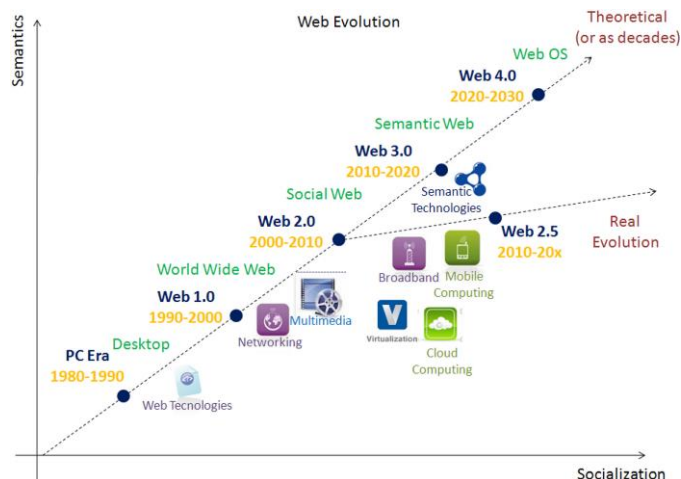 Web Evolution
Theoretical
(or as decades)
Semantics
Web OS
Web 4.0
2020-2030
Semantic Web
Web 3.0
2010-2020
Semantic
Technologies
Social Web
Web 2.0
2000-2010
Web 2.5
2010-20x
Real
Evolution
Broadband
Mobile
Computing
World Wide Web
Web 1.0
1990-2000
Networking
Multimedia
V
Virtualization
Cloud
Computing
Desktop
PC Era
1980-1990
Web Tecnologies
Socialization